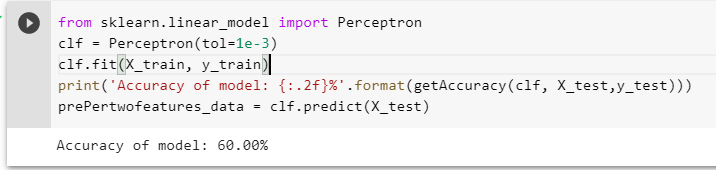 from sklearn.linear_model import Perceptron
clf = Perceptron(tol=1e-3)
clf.fit(X_train, y_train)
print('Accuracy of model: {:.2f}%'.format(getAccuracy(clf, X_test,y_test)))
prePertwofeatures_data = clf.predict(X_test)
Accuracy of model: 60.00%